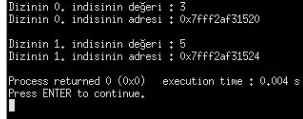 Dizinin 0. indisinin değeri : 3
Dizinin 0. indisinin adresi : 0x7fff2af31520
Dizinin 1. indisinin değeri : 5
Dizinin 1. indisinin adresi : 0x7fff2af31524
Process returned 0 (0x0)   execution time : 0.004 s
Press ENTER to continue.